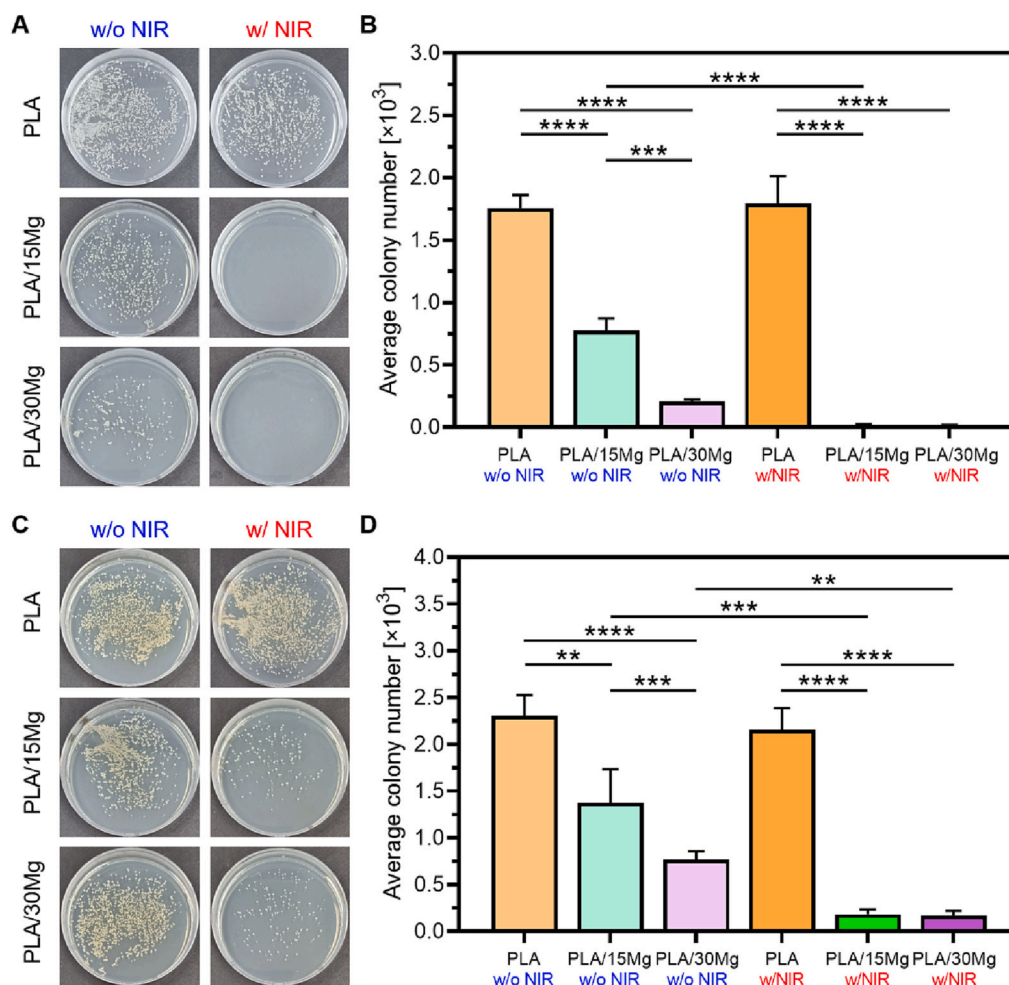 A
w/o NIR
w/ NIR
PLA
PLA/15Mg
PLA/30Mg
B
Average colony number [×10³]
3.0
2.5
2.0
1.5
1.0
0.5
0.0
****
**** ****
**** ****
***
PLA PLA/15Mg PLA/30Mg PLA PLA/15Mg PLA/30Mg
w/o NIR w/o NIR w/o NIR w/NIR w/NIR w/NIR
C
w/o NIR
w/ NIR
PLA
PLA/15Mg
PLA/30Mg
D
Average colony number [×10³]
4.0
3.5
3.0
2.5
2.0
1.5
1.0
0.5
0.0
**
***
****
** ****
*** ****
PLA PLA/15Mg PLA/30Mg PLA PLA/15Mg PLA/30Mg
w/o NIR w/o NIR w/o NIR w/NIR w/NIR w/NIR